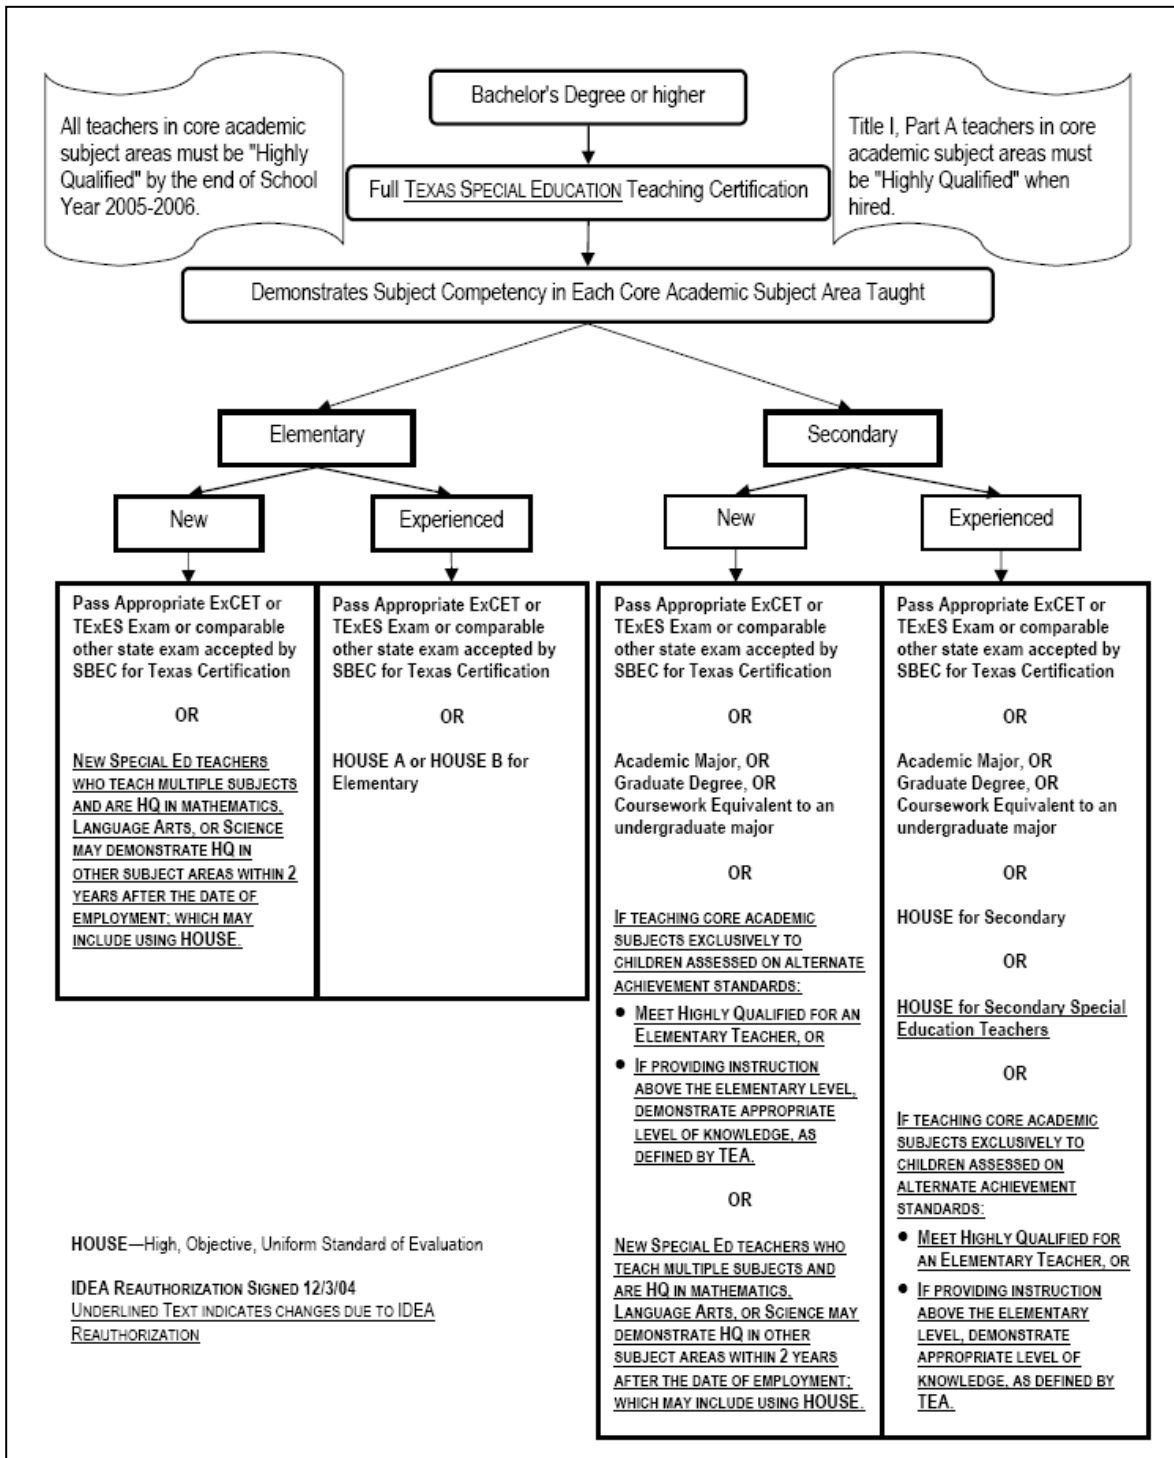 All teachers in core academic
subject areas must be "Highly
Qualified" by the end of School
Year 2005-2006.
Bachelor's Degree or higher
Title I, Part A teachers in core
academic subject areas must
be "Highly Qualified" when
hired.
Full TEXAS SPECIAL EDUCATION Teaching Certification
Demonstrates Subject Competency in Each Core Academic Subject Area Taught
Elementary
Secondary
New
Experienced
New
Experienced
Pass Appropriate ExCET or
TExES Exam or comparable
other state exam accepted by
SBEC for Texas Certification
OR
NEW SPECIAL ED TEACHERS
WHO TEACH MULTIPLE SUBJECTS
AND ARE HQ IN MATHEMATICS,
LANGUAGE ARTS, OR SCIENCE
MAY DEMONSTRATE HQ IN
OTHER SUBJECT AREAS WITHIN 2
YEARS AFTER THE DATE OF
EMPLOYMENT; WHICH MAY
INCLUDE USING HOUSE.
Pass Appropriate ExCET or
TExES Exam or comparable
other state exam accepted by
SBEC for Texas Certification
OR
HOUSE A or HOUSE B for
Elementary
Pass Appropriate ExCET or
TExES Exam or comparable
other state exam accepted by
SBEC for Texas Certification
OR
Academic Major, OR
Graduate Degree, OR
Coursework Equivalent to an
undergraduate major
OR
IF TEACHING CORE ACADEMIC
SUBJECTS EXCLUSIVELY TO
CHILDREN ASSESSED ON ALTERNATE
ACHIEVEMENT STANDARDS:
• MEET HIGHLY QUALIFIED FOR AN
ELEMENTARY TEACHER, OR
• IF PROVIDING INSTRUCTION
ABOVE THE ELEMENTARY LEVEL,
DEMONSTRATE APPROPRIATE
LEVEL OF KNOWLEDGE, AS
DEFINED BY TEA.
OR
NEW SPECIAL ED TEACHERS WHO
TEACH MULTIPLE SUBJECTS AND
ARE HQ IN MATHEMATICS,
LANGUAGE ARTS, OR SCIENCE MAY
DEMONSTRATE HQ IN OTHER
SUBJECT AREAS WITHIN 2 YEARS
AFTER THE DATE OF EMPLOYMENT;
WHICH MAY INCLUDE USING HOUSE.
Pass Appropriate ExCET or
TExES Exam or comparable
other state exam accepted by
SBEC for Texas Certification
OR
Academic Major, OR
Graduate Degree, OR
Coursework Equivalent to an
undergraduate major
OR
HOUSE for Secondary
OR
HOUSE for Secondary Special
Education Teachers
OR
IF TEACHING CORE ACADEMIC
SUBJECTS EXCLUSIVELY TO
CHILDREN ASSESSED ON
ALTERNATE ACHIEVEMENT
STANDARDS:
• MEET HIGHLY QUALIFIED FOR
AN ELEMENTARY TEACHER, OR
• IF PROVIDING INSTRUCTION
ABOVE THE ELEMENTARY
LEVEL, DEMONSTRATE
APPROPRIATE LEVEL OF
KNOWLEDGE, AS DEFINED BY
TEA.
HOUSE—High, Objective, Uniform Standard of Evaluation
IDEA REAUTHORIZATION SIGNED 12/3/04
UNDERLINED TEXT INDICATES CHANGES DUE TO IDEA
REAUTHORIZATION